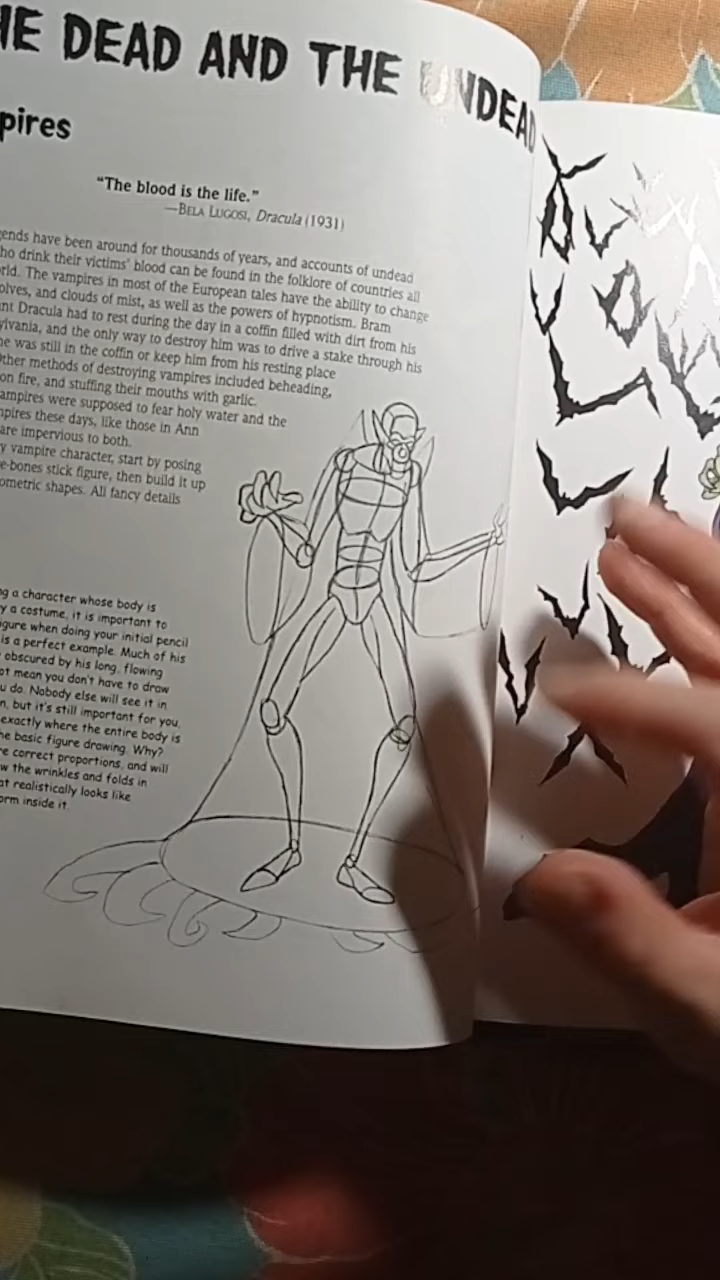 HE DEAD AND THE UNDEAD
pires
“The blood is the life.”
—BELA LUGOSI, Dracula (1931)
gends have been around for thousands of years, and accounts of undead
ho drink their victims’ blood can be found in the folklore of countries all
rld. The vampires in most of the European tales have the ability to change
olves, and clouds of mist, as well as the powers of hypnotism. Bram
nt Dracula had to rest during the day in a coffin filled with dirt from his
ylvania, and the only way to destroy him was to drive a stake through his
he was still in the coffin or keep him from his resting place
Other methods of destroying vampires included beheading,
on fire, and stuffing their mouths with garlic.
ampires were supposed to fear holy water and the
mpires these days, like those in Ann
are impervious to both.
y vampire character, start by posing
e-bones stick figure, then build it up
ometric shapes. All fancy details
ng a character whose body is
y a costume, it is important to
igure when doing your initial pencil
is a perfect example. Much of his
obscured by his long, flowing
ot mean you don’t have to draw
u do. Nobody else will see it in
n, but it’s still important for you,
exactly where the entire body is
he basic figure drawing. Why?
re correct proportions, and will
w the wrinkles and folds in
at realistically looks like
orm inside it.